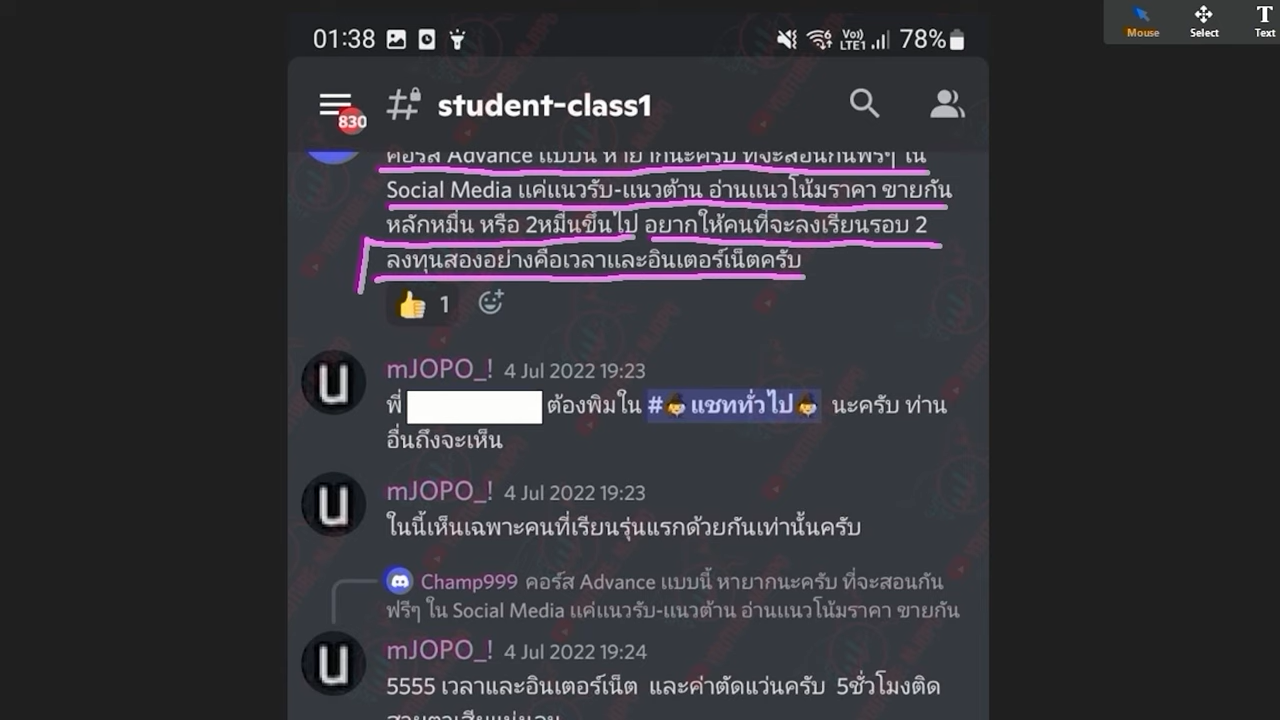 01:38 Vo) LTE1 78%
Mouse Select Text
830 # student-class1
คอร์ส Advance แบบนี้ หายากนะครับ ที่จะสอนกันฟรีๆ ใน
Social Media แค่แนวรับ-แนวต้าน อ่านแนวโน้มราคา ขายกัน
หลักหมื่น หรือ 2หมื่นขึ้นไป อยากให้คนที่จะลงเรียนรอบ 2
ลงทุนสองอย่างคือเวลาและอินเตอร์เน็ตครับ
👍 1
mJOPO_! 4 Jul 2022 19:23
พี่ ต้องพิมใน #แชททั่วไป นะครับ ท่าน
อื่นถึงจะเห็น
mJOPO_! 4 Jul 2022 19:23
ในนี้เห็นเฉพาะคนที่เรียนรุ่นแรกด้วยกันเท่านั้นครับ
Champ999 คอร์ส Advance แบบนี้ หายากนะครับ ที่จะสอนกัน
ฟรีๆ ใน Social Media แค่แนวรับ-แนวต้าน อ่านแนวโน้มราคา ขายกัน
mJOPO_! 4 Jul 2022 19:24
5555 เวลาและอินเตอร์เน็ต และค่าตัดแว่นครับ 5ชั่วโมงติด